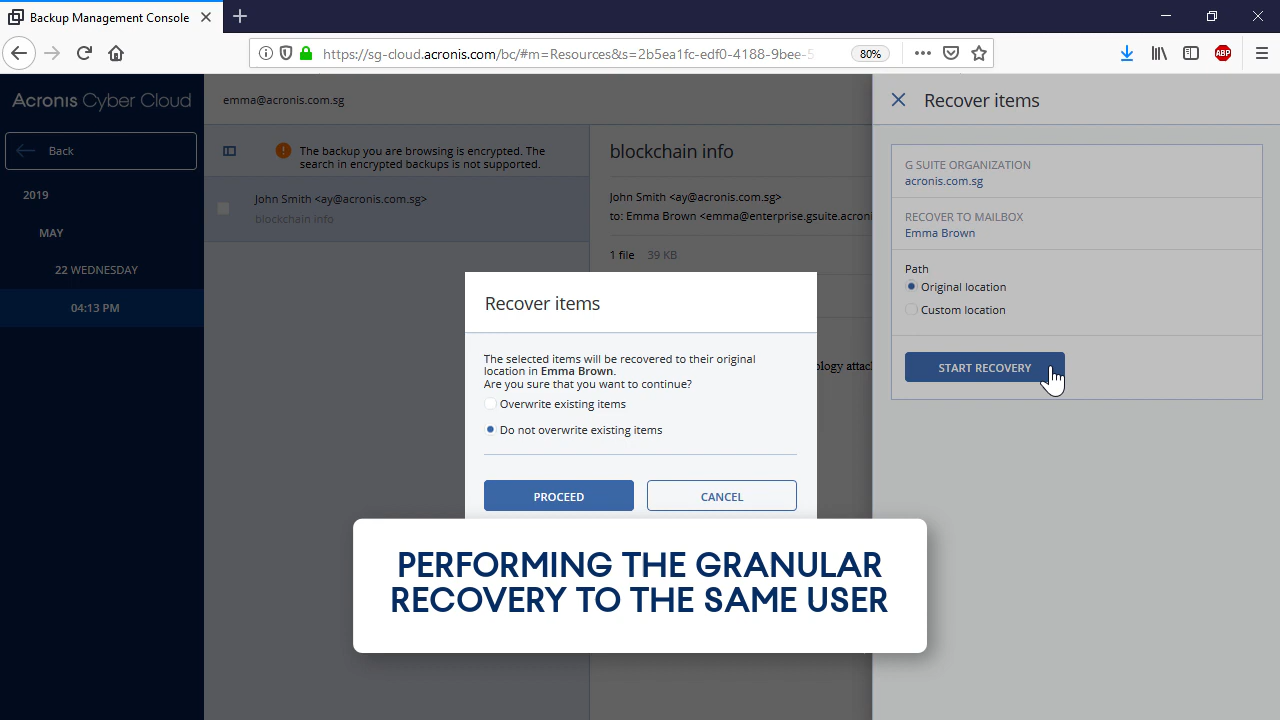 Backup Management Console
https://sg-cloud.acronis.com/bc/#m=Resources&s=2b5ea1fc-edf0-4188-9bee-5
80%
ABP
Acronis Cyber Cloud
Back
2019
MAY
22 WEDNESDAY
04:13 PM
emma@acronis.com.sg
The backup you are browsing is encrypted. The
search in encrypted backups is not supported.
John Smith <ay@acronis.com.sg>
blockchain info
blockchain info
John Smith <ay@acronis.com.sg>
to: Emma Brown <emma@enterprise.gsuite.acroni
1 file 39 KB
ology attac
Recover items
G SUITE ORGANIZATION
acronis.com.sg
RECOVER TO MAILBOX
Emma Brown
Path
Original location
Custom location
START RECOVERY
Recover items
The selected items will be recovered to their original
location in Emma Brown.
Are you sure that you want to continue?
Overwrite existing items
Do not overwrite existing items
PROCEED
CANCEL
PERFORMING THE GRANULAR
RECOVERY TO THE SAME USER